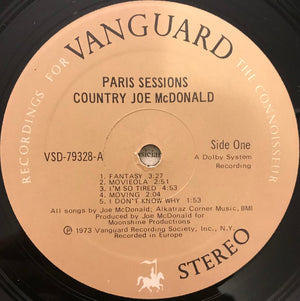 RECORDINGS FOR VANGUARD THE CONNOISSEUR
PARIS SESSIONS
COUNTRY JOE McDONALD
VSD-79328-A
Side One
A Dolby System
Recording
1. FANTASY 3:27
2. MOVIEOLA 2:51
3. I'M SO TIRED 4:53
4. MOVING 2:04
5. I DON'T KNOW WHY 1:53
All songs by Joe McDonald; Alkatraz Corner Music, BMI
Produced by Joe McDonald for
Moonshine Productions
Ⓟ 1973 Vanguard Recording Society, Inc., N.Y.
Recorded in Europe
STEREO